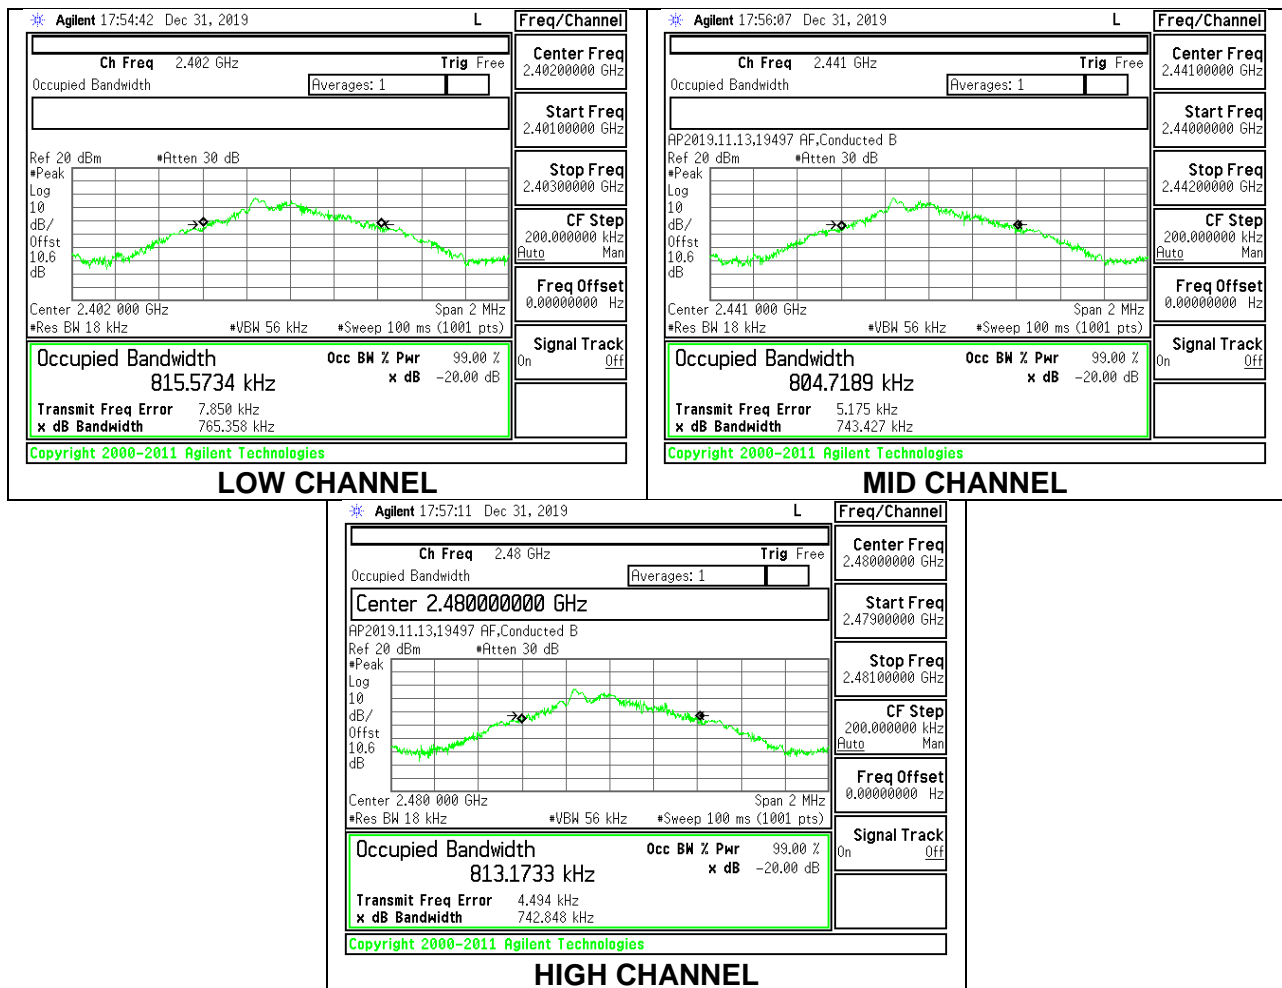 Agilent 17:54:42 Dec 31, 2019 L
Freq/Channel
Ch Freq 2.402 GHz Trig Free
Occupied Bandwidth Averages: 1
Ref 20 dBm #Atten 30 dB
#Peak
Log
10
dB/
Offst
10.6
dB
Center 2.402 000 GHz Span 2 MHz
#Res BW 18 kHz #VBW 56 kHz #Sweep 100 ms (1001 pts)
Occupied Bandwidth Occ BW % Pwr 99.00 %
815.5734 kHz x dB -20.00 dB
Transmit Freq Error 7.850 kHz
x dB Bandwidth 765.358 kHz
Copyright 2000-2011 Agilent Technologies
Center Freq
2.40200000 GHz
Start Freq
2.40100000 GHz
Stop Freq
2.40300000 GHz
CF Step
200.000000 kHz
Auto Man
Freq Offset
0.00000000 Hz
Signal Track
On Off
LOW CHANNEL
Agilent 17:56:07 Dec 31, 2019 L
Freq/Channel
Ch Freq 2.441 GHz Trig Free
Occupied Bandwidth Averages: 1
AP2019.11.13,19497 AF,Conducted B
Ref 20 dBm #Atten 30 dB
#Peak
Log
10
dB/
Offst
10.6
dB
Center 2.441 000 GHz Span 2 MHz
#Res BW 18 kHz #VBW 56 kHz #Sweep 100 ms (1001 pts)
Occupied Bandwidth Occ BW % Pwr 99.00 %
804.7189 kHz x dB -20.00 dB
Transmit Freq Error 5.175 kHz
x dB Bandwidth 743.427 kHz
Copyright 2000-2011 Agilent Technologies
Center Freq
2.44100000 GHz
Start Freq
2.44000000 GHz
Stop Freq
2.44200000 GHz
CF Step
200.000000 kHz
Auto Man
Freq Offset
0.00000000 Hz
Signal Track
On Off
MID CHANNEL
Agilent 17:57:11 Dec 31, 2019 L
Freq/Channel
Ch Freq 2.48 GHz Trig Free
Occupied Bandwidth Averages: 1
Center 2.480000000 GHz
AP2019.11.13,19497 AF,Conducted B
Ref 20 dBm #Atten 30 dB
#Peak
Log
10
dB/
Offst
10.6
dB
Center 2.480 000 GHz Span 2 MHz
#Res BW 18 kHz #VBW 56 kHz #Sweep 100 ms (1001 pts)
Occupied Bandwidth Occ BW % Pwr 99.00 %
813.1733 kHz x dB -20.00 dB
Transmit Freq Error 4.494 kHz
x dB Bandwidth 742.848 kHz
Copyright 2000-2011 Agilent Technologies
Center Freq
2.48000000 GHz
Start Freq
2.47900000 GHz
Stop Freq
2.48100000 GHz
CF Step
200.000000 kHz
Auto Man
Freq Offset
0.00000000 Hz
Signal Track
On Off
HIGH CHANNEL